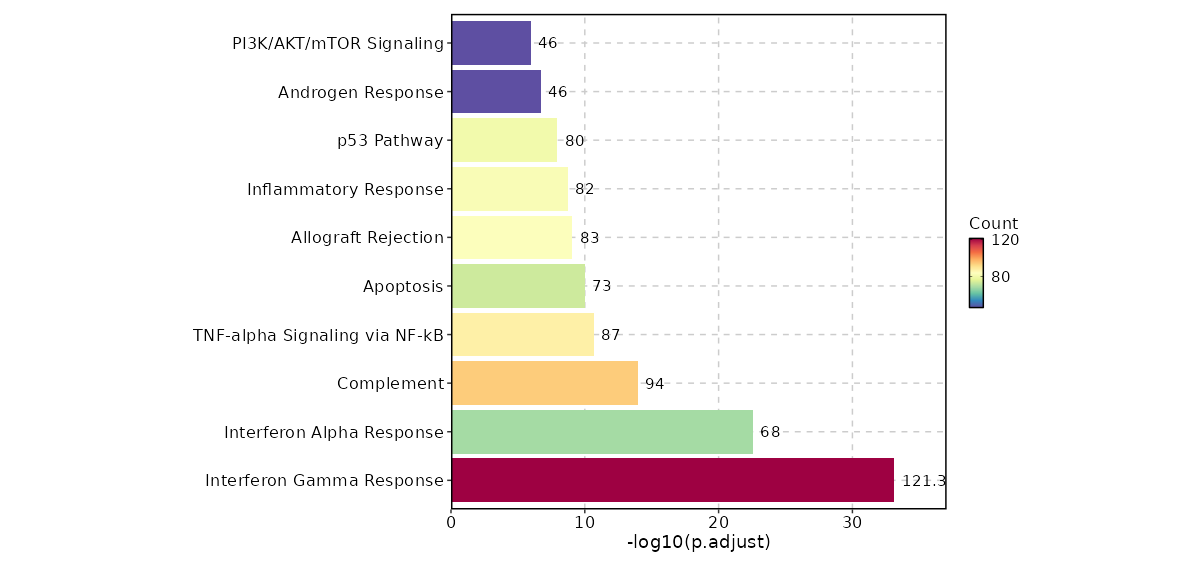 PI3K/AKT/mTOR Signaling 46
Androgen Response 46
p53 Pathway 80
Inflammatory Response 82
Allograft Rejection 83
Apoptosis 73
TNF-alpha Signaling via NF-kB 87
Complement 94
Interferon Alpha Response 68
Interferon Gamma Response 121.3
0 10 20 30
-log10(p.adjust)
Count
120
80